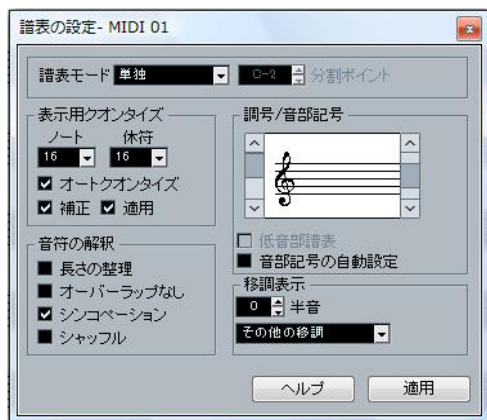 譜表の設定- MIDI 01
譜表モード 単独 C-2 分割ポイント
表示用クオンタイズ
ノート 休符
16 16
オートクオンタイズ
補正 適用
音符の解釈
長さの整理
オーバーラップなし
シンコペーション
シャッフル
調号/音部記号
低音部譜表
音部記号の自動設定
移調表示
0 半音
その他の移調
ヘルプ 適用